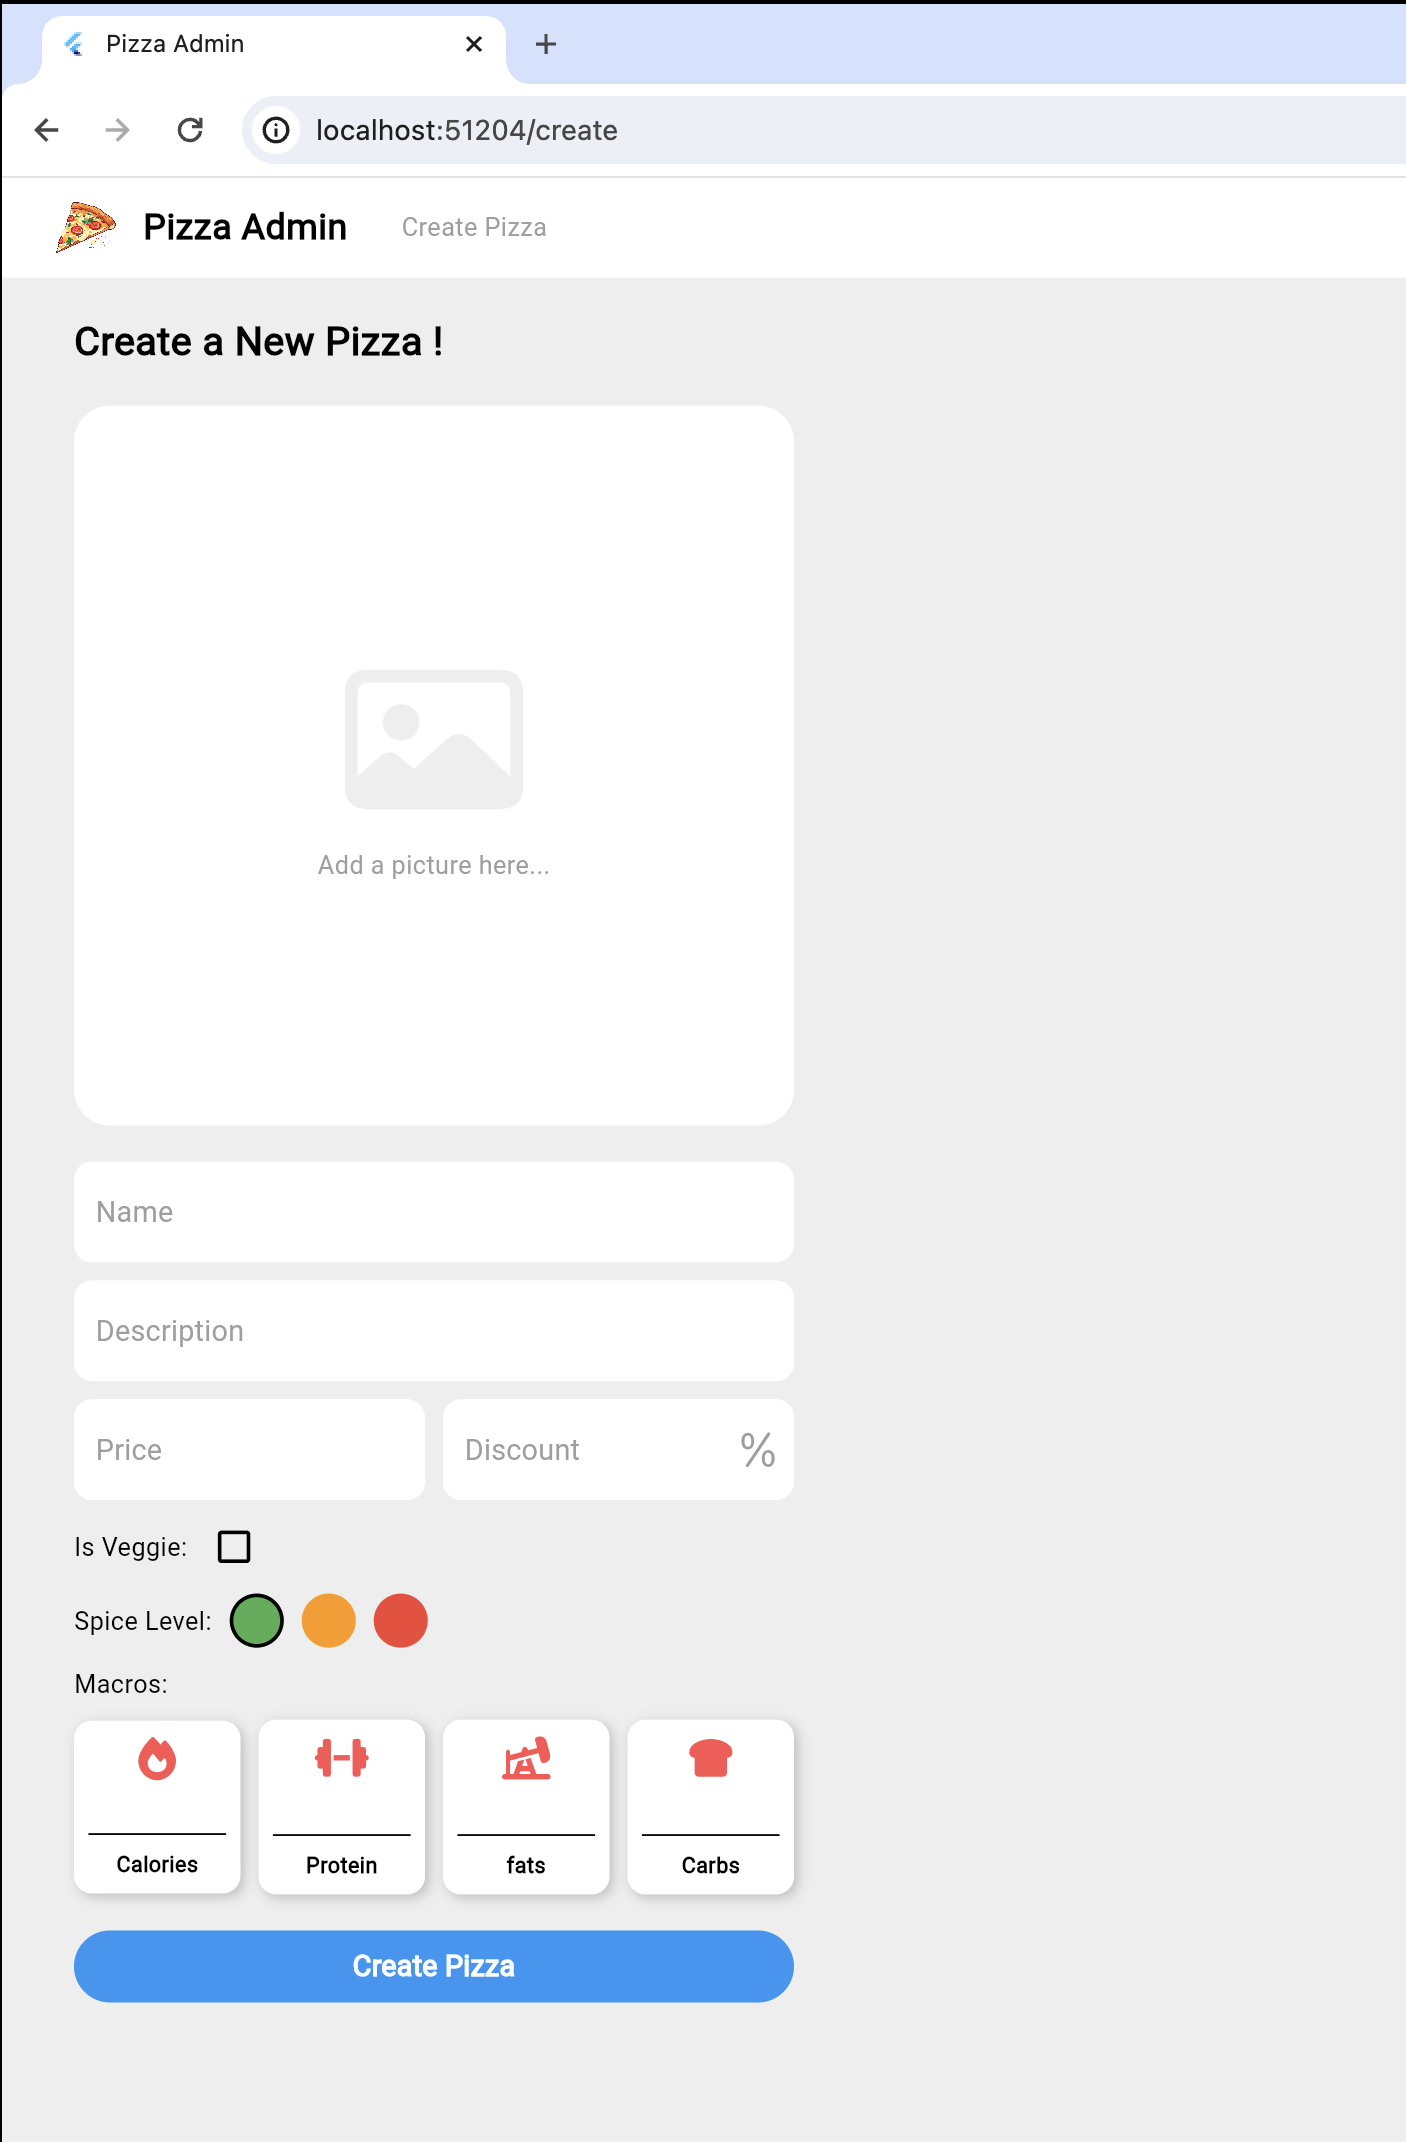 Pizza Admin
localhost:51204/create
Pizza Admin Create Pizza
Create a New Pizza !
Add a picture here...
Name
Description
Price Discount %
Is Veggie:
Spice Level:
Macros:
Calories Protein fats Carbs
Create Pizza